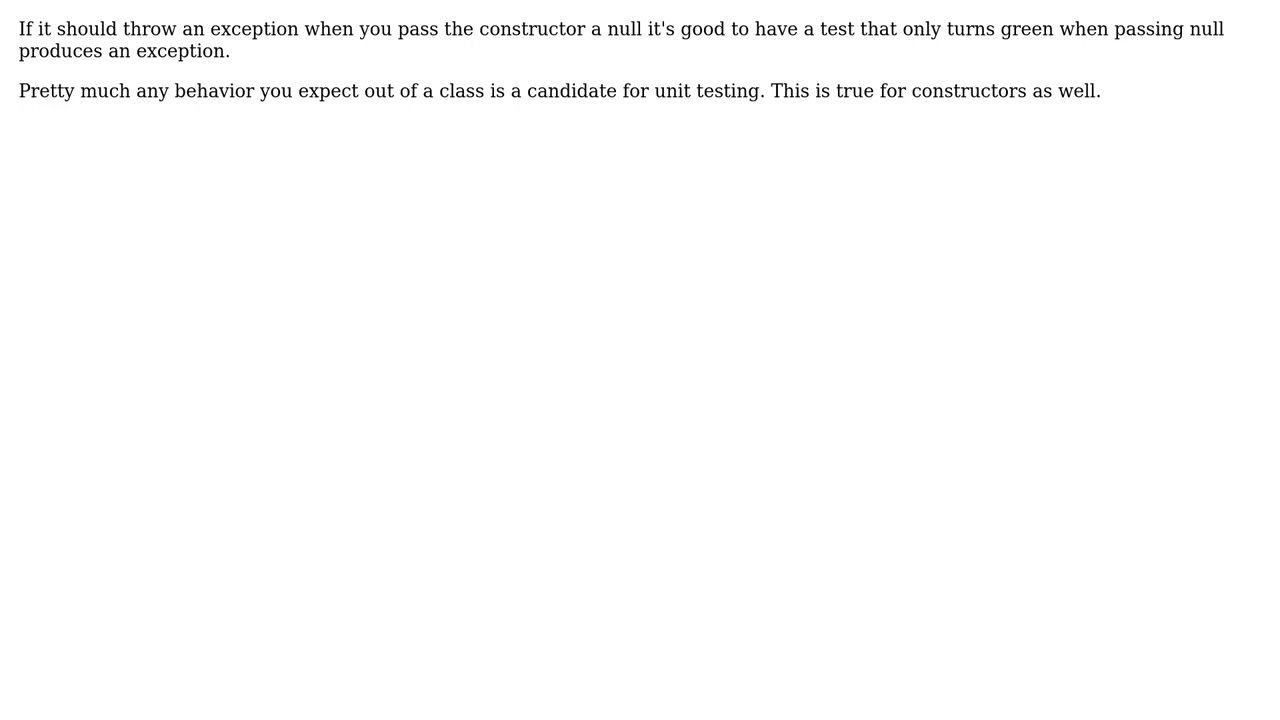 If it should throw an exception when you pass the constructor a null it's good to have a test that only turns green when passing null
produces an exception.
Pretty much any behavior you expect out of a class is a candidate for unit testing. This is true for constructors as well.